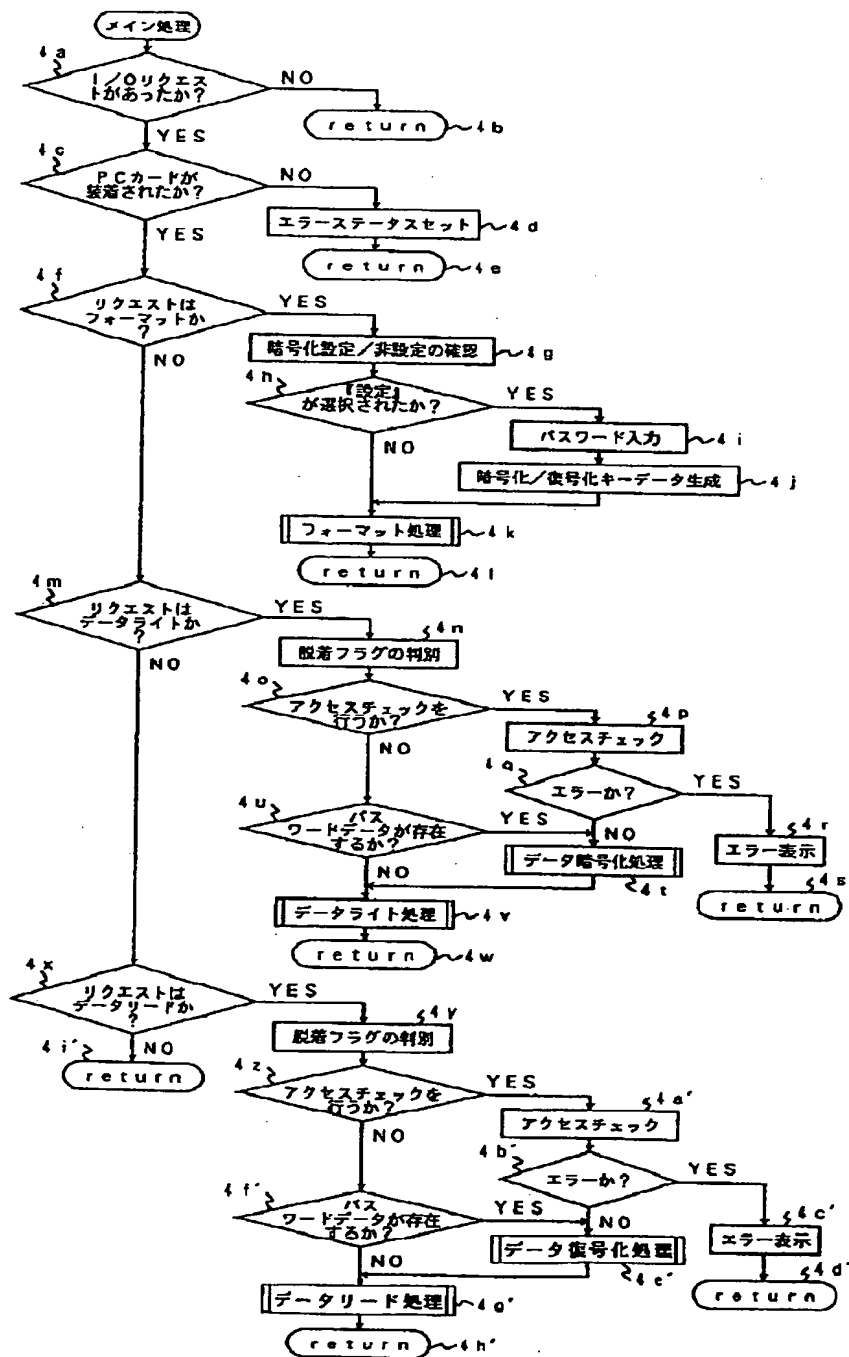 メイン処理
4a
I/Oリクエス
トがあったか?
NO
return
4b
YES
4c
PCカードが
装着されたか?
NO
エラーステータスセット
4d
YES
return
4e
4f
リクエストは
フォーマットか
?
YES
NO
暗号化設定/非設定の確認
4g
4h
『設定』
が選択されたか?
YES
パスワード入力
4i
NO
暗号化/復号化キーデータ生成
4j
フォーマット処理
4k
return
4l
4m
リクエストは
データライトか
?
YES
NO
4n
脱着フラグの判別
4o
アクセスチェックを
行うか?
YES
4p
アクセスチェック
NO
4q
エラーか?
YES
4u
パス
ワードデータが存在
するか?
YES
NO
4r
エラー表示
データ暗号化処理
4t
NO
4s
return
データライト処理
4v
return
4w
4x
リクエストは
データリードか
?
YES
NO
4i'
return
4y
脱着フラグの判別
4z
アクセスチェックを
行うか?
YES
4a'
アクセスチェック
NO
4b'
エラーか?
YES
4f'
パス
ワードデータが存在
するか?
YES
NO
4c'
エラー表示
データ復号化処理
4e'
NO
4d'
return
データリード処理
4g'
return
4h'